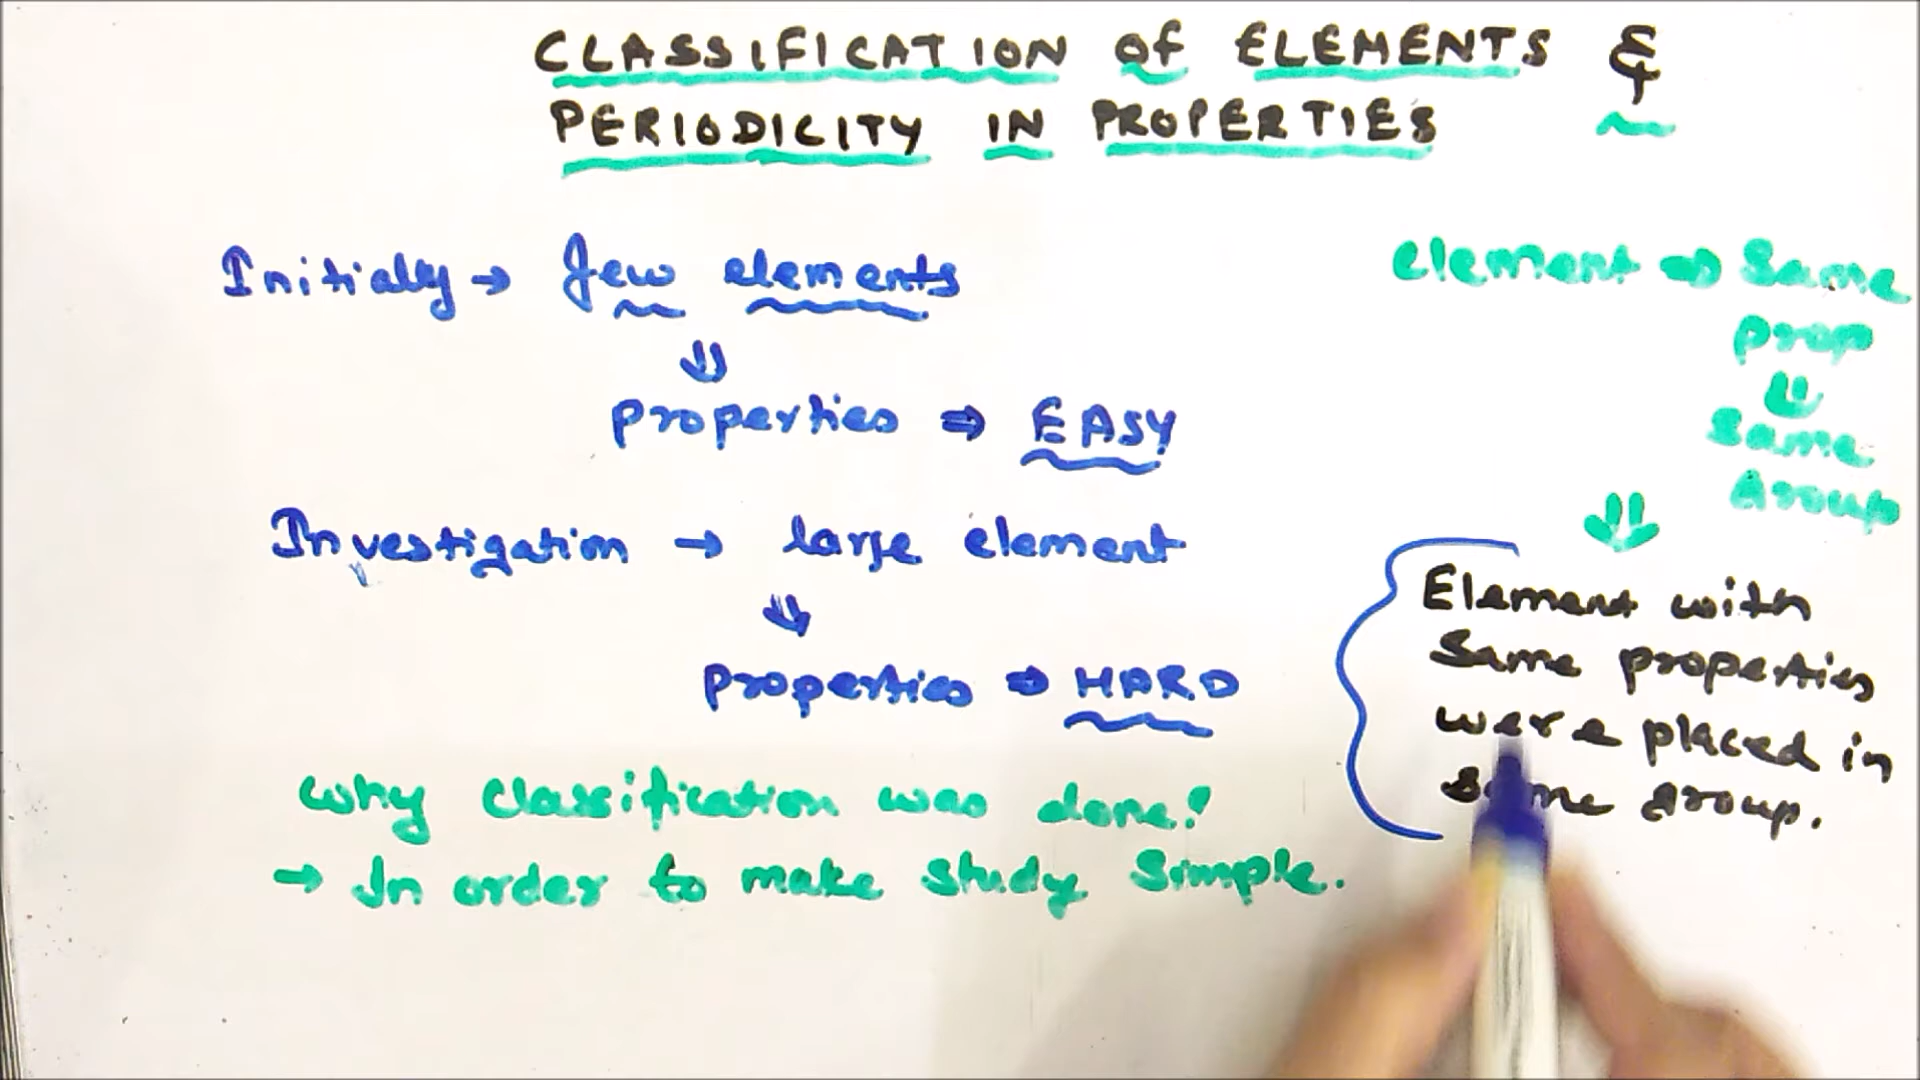 CLASSIFICATION Of ELEMENTS &
PERIODICITY IN PROPERTIES
Initially → few elements
⇓
properties ⇒ EASY
Investigation → large element
⇓
properties ⇒ HARD
Why classification was done?
→ In order to make study simple.
element ⇒ Same
prop
⇓
Same
Group
⇓
Element with
Same properties
were placed in
same Group.